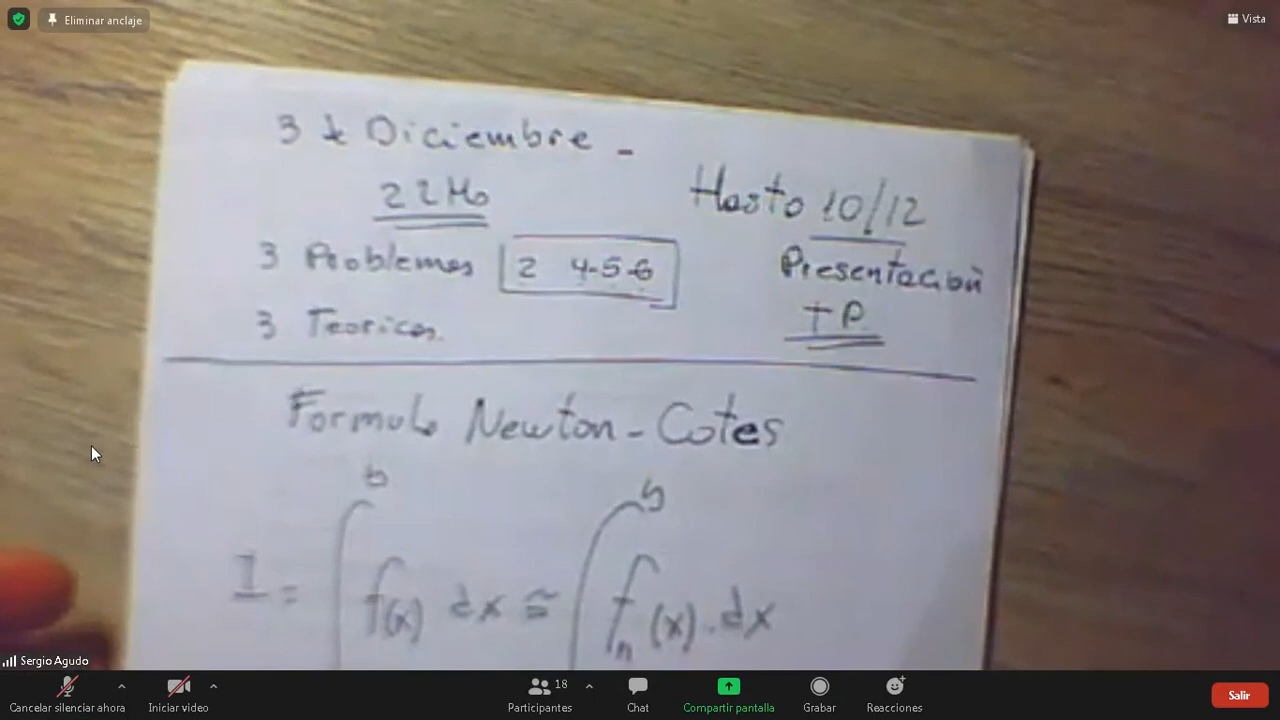 Eliminar anclaje
Vista
3 de Diciembre -
22 Hs
Hasta 10/12
3 Problemas 2 4-5-6
Presentación
3 Teoricos.
+ P
Formula Newton - Cotes
b b
I = ∫ f(x) dx ≅ ∫ fn (x) . dx
Sergio Agudo
Cancelar silenciar ahora
Iniciar video
18
Participantes
Chat
Compartir pantalla
Grabar
Reacciones
Salir